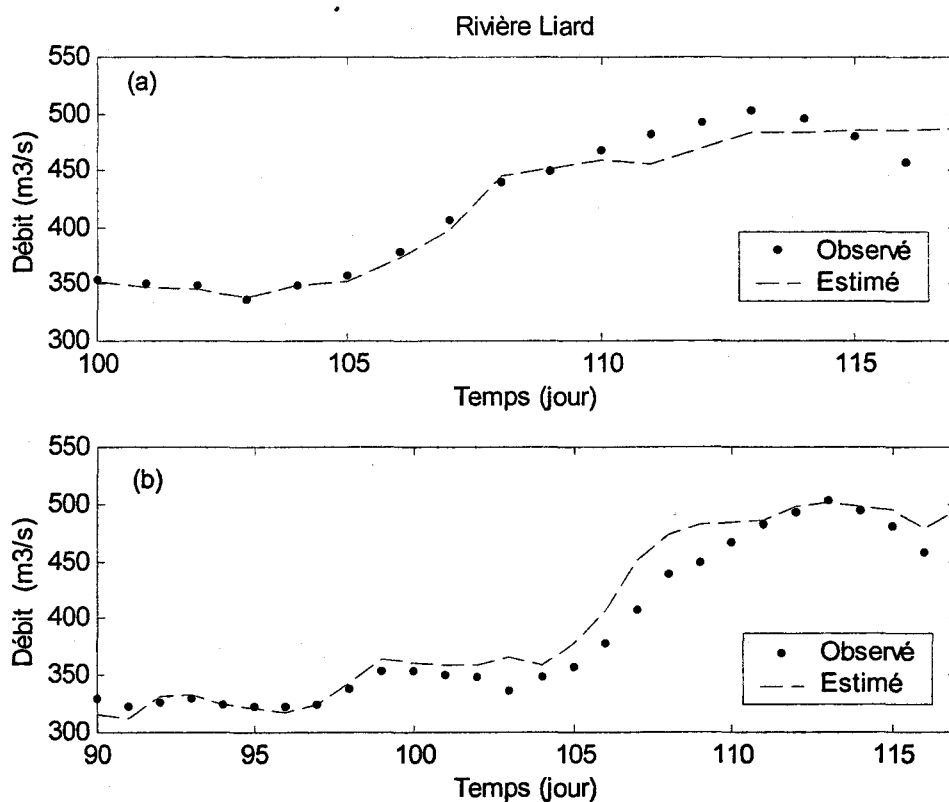 Rivière Liard
(a)
Débit (m3/s)
550
500
450
400
350
300
100
105
110
115
Temps (jour)
Observé
Estimé
(b)
Débit (m3/s)
550
500
450
400
350
300
90
95
100
105
110
115
Temps (jour)
Observé
Estimé